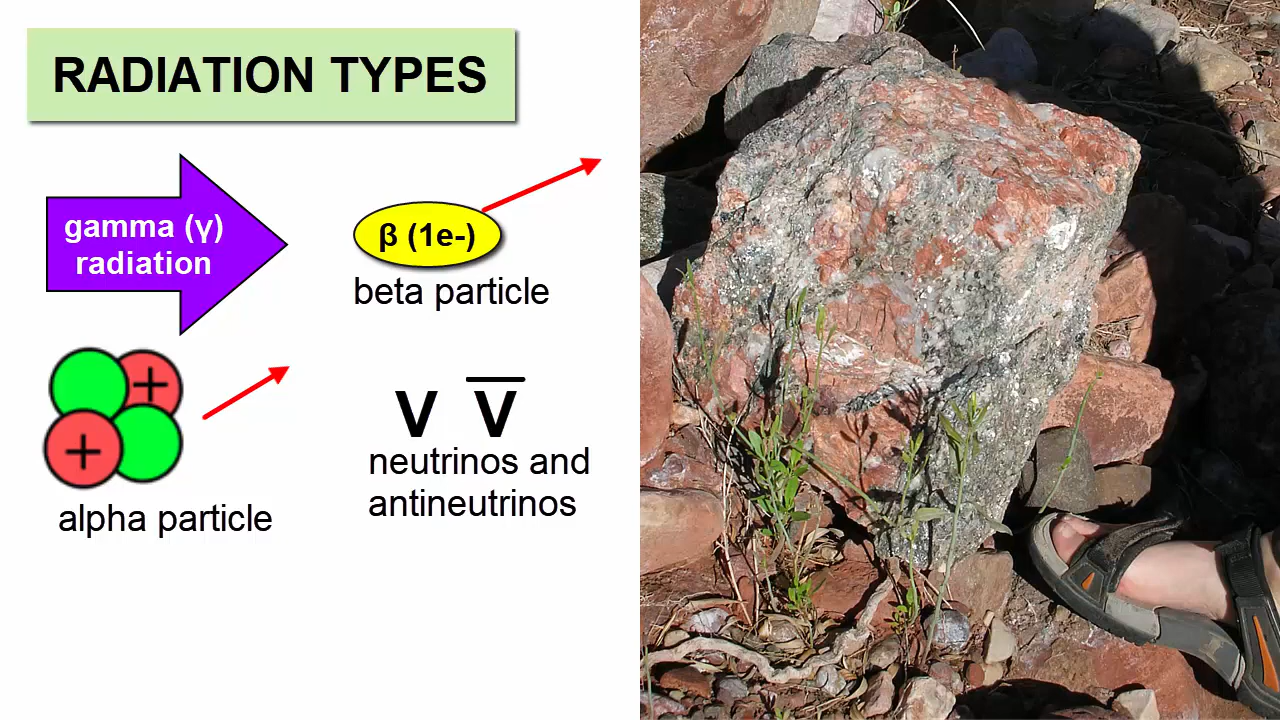 RADIATION TYPES
gamma (γ)
radiation
β (1e-)
beta particle
+
+
alpha particle
V V̅
neutrinos and
antineutrinos